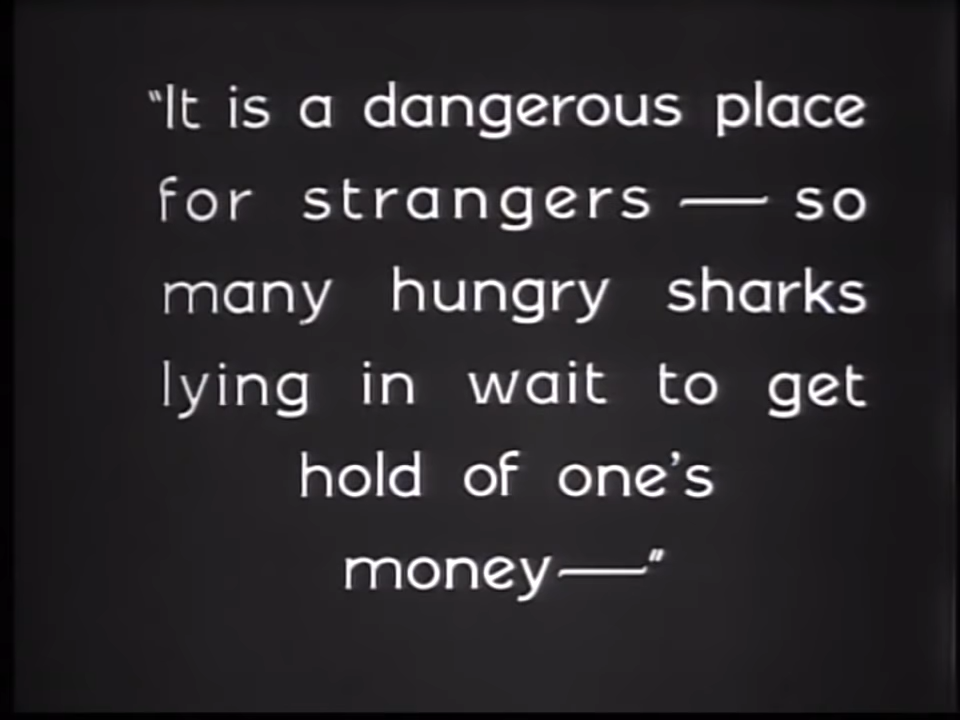 "It is a dangerous place
for strangers — so
many hungry sharks
lying in wait to get
hold of one's
money—"